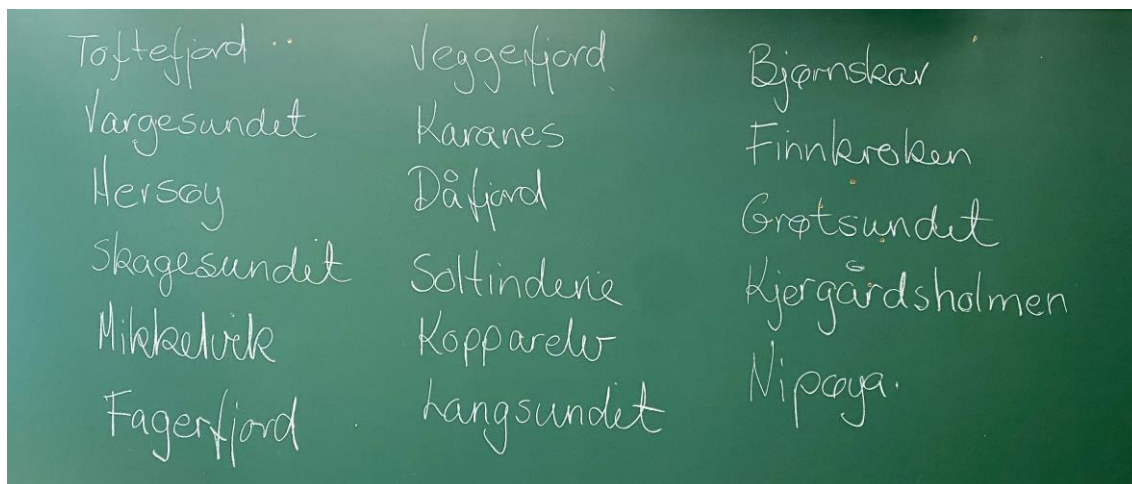 Toftefjord
Vargesundet
Hersøy
Skagesundet
Mikkelvik
Fagerfjord
Veggefjord
Karanes
Dåfjord
Soltindene
Kopparelv
Langsundet
Bjørnskar
Finnkroken
Grøtsundet
Kjergårdsholmen
Nipøya.